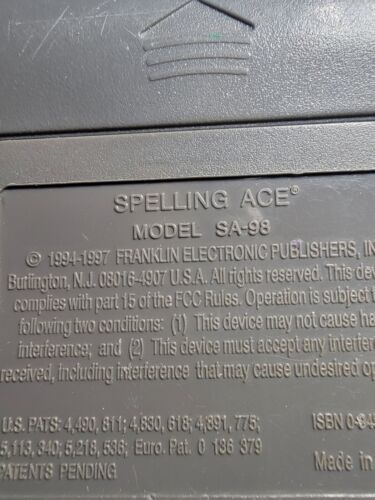 SPELLING ACE®
MODEL SA-98
© 1994-1997 FRANKLIN ELECTRONIC PUBLISHERS, IN
Burlington, N.J. 08016-4907 U.S.A. All rights reserved. This dev
complies with part 15 of the FCC Rules. Operation is subject t
following two conditions: (1) This device may not cause ha
interference; and (2) This device must accept any interfer
received, including interference that may cause undesired op
U.S. PATS: 4,490,811; 4,830,618; 4,891,775; ISBN 0-84
5,113,340; 5,218,536; Euro. Pat. 0 136 379
PATENTS PENDING Made in